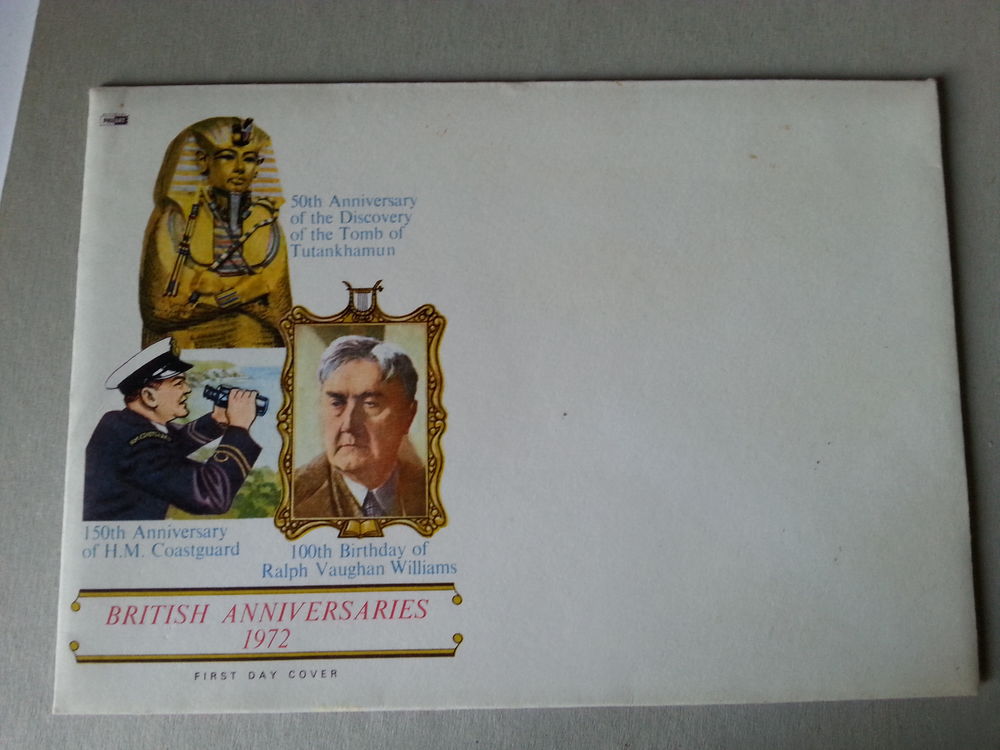 50th Anniversary
of the Discovery
of the Tomb of
Tutankhamun
H.M. COASTGUARD
150th Anniversary
of H.M. Coastguard
100th Birthday of
Ralph Vaughan Williams
BRITISH ANNIVERSARIES
1972
FIRST DAY COVER